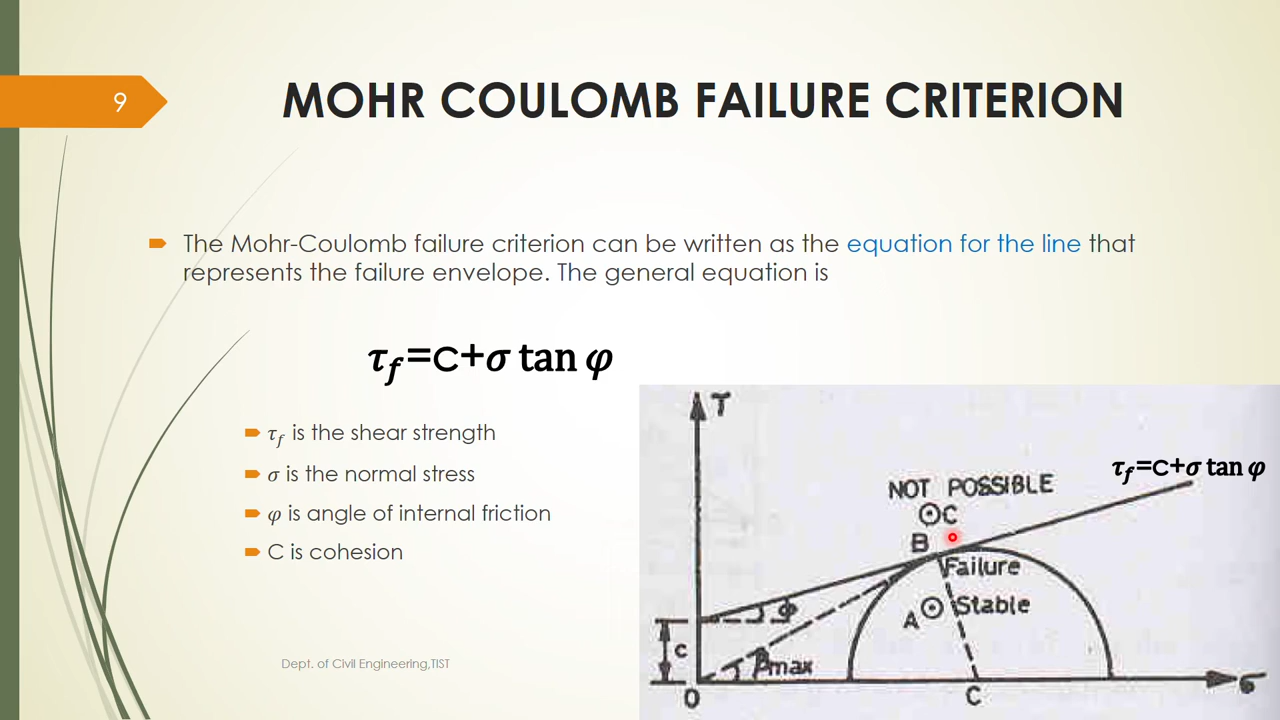 9
MOHR COULOMB FAILURE CRITERION
The Mohr-Coulomb failure criterion can be written as the equation for the line that
represents the failure envelope. The general equation is
τf=C+σ tan φ
τf is the shear strength
σ is the normal stress
φ is angle of internal friction
C is cohesion
Dept. of Civil Engineering,TIST
τ
τf=C+σ tan φ
NOT POSSIBLE
C
B
Failure
ϕ
A
Stable
c
βmax
O
C
σ